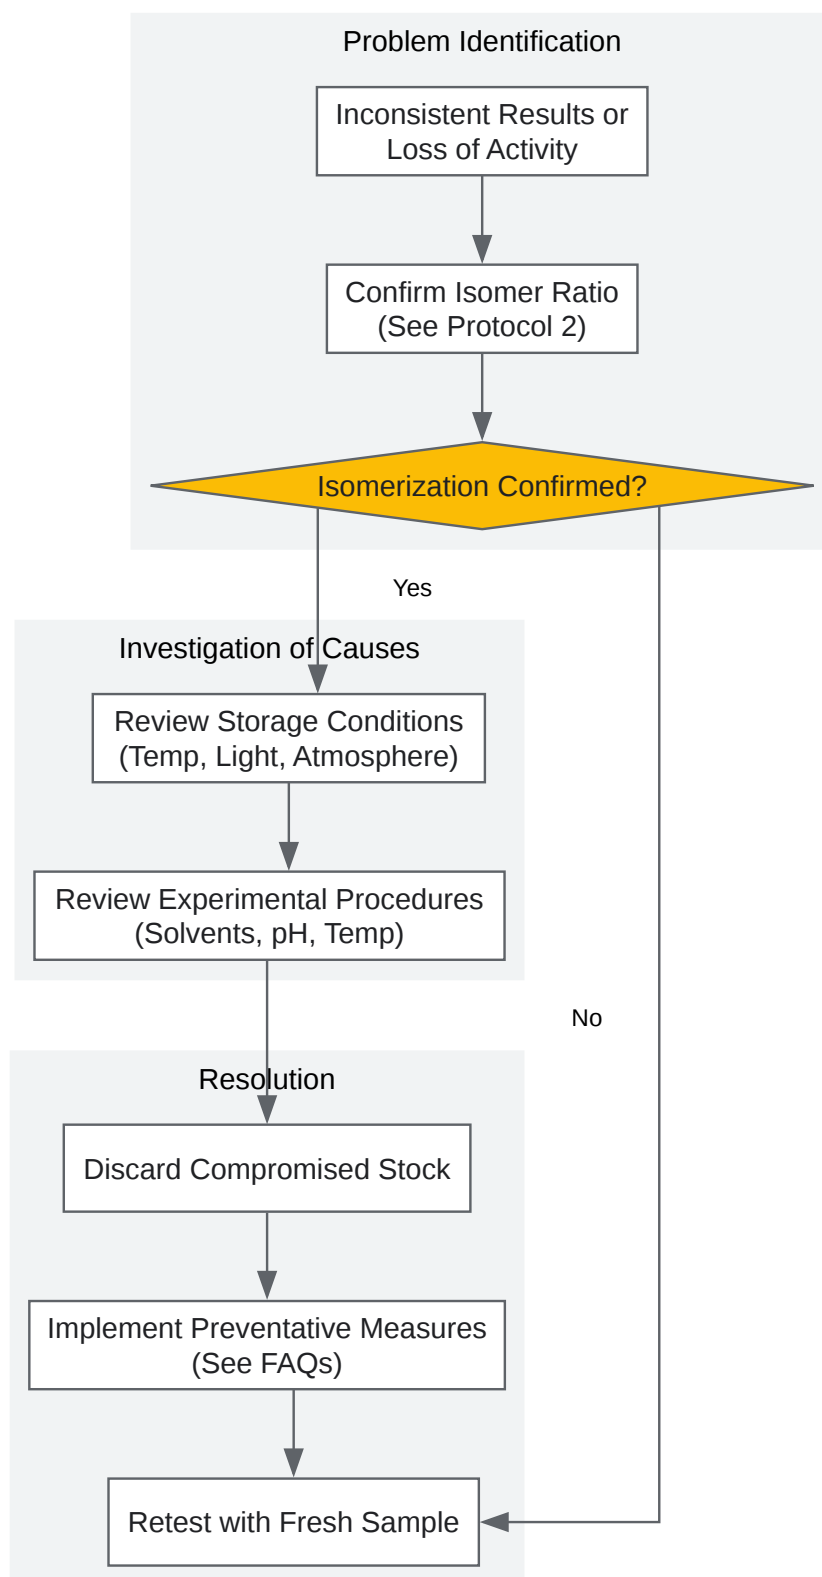 Problem Identification
Inconsistent Results or
Loss of Activity
Confirm Isomer Ratio
(See Protocol 2)
Isomerization Confirmed?
Yes
Investigation of Causes
Review Storage Conditions
(Temp, Light, Atmosphere)
Review Experimental Procedures
(Solvents, pH, Temp)
No
Resolution
Discard Compromised Stock
Implement Preventative Measures
(See FAQs)
Retest with Fresh Sample